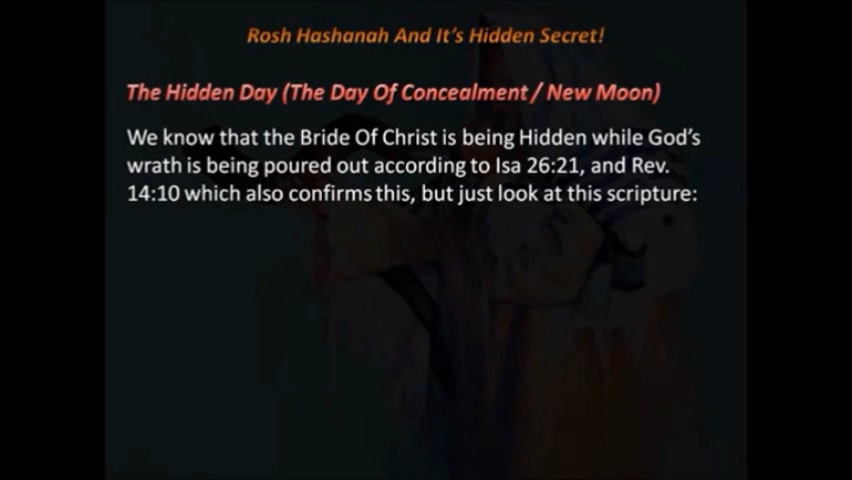 Rosh Hashanah And It's Hidden Secret!
The Hidden Day (The Day Of Concealment / New Moon)
We know that the Bride Of Christ is being Hidden while God's
wrath is being poured out according to Isa 26:21, and Rev.
14:10 which also confirms this, but just look at this scripture: